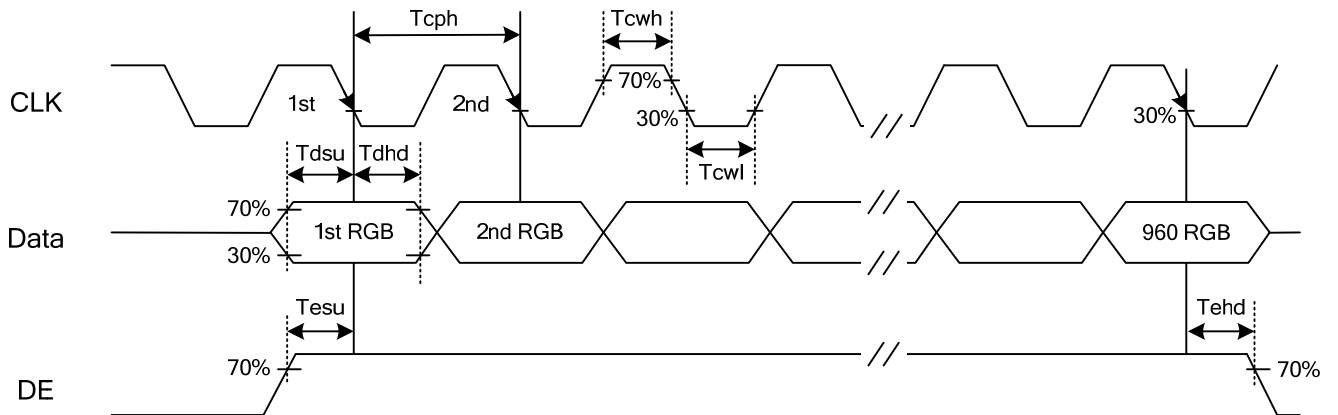 Tcph
Tcwh
CLK
1st
2nd
70%
30%
30%
Tcwl
Tdsu
Tdhd
Data
70%
30%
1st RGB
2nd RGB
960 RGB
Tesu
Tehd
70%
70%
DE